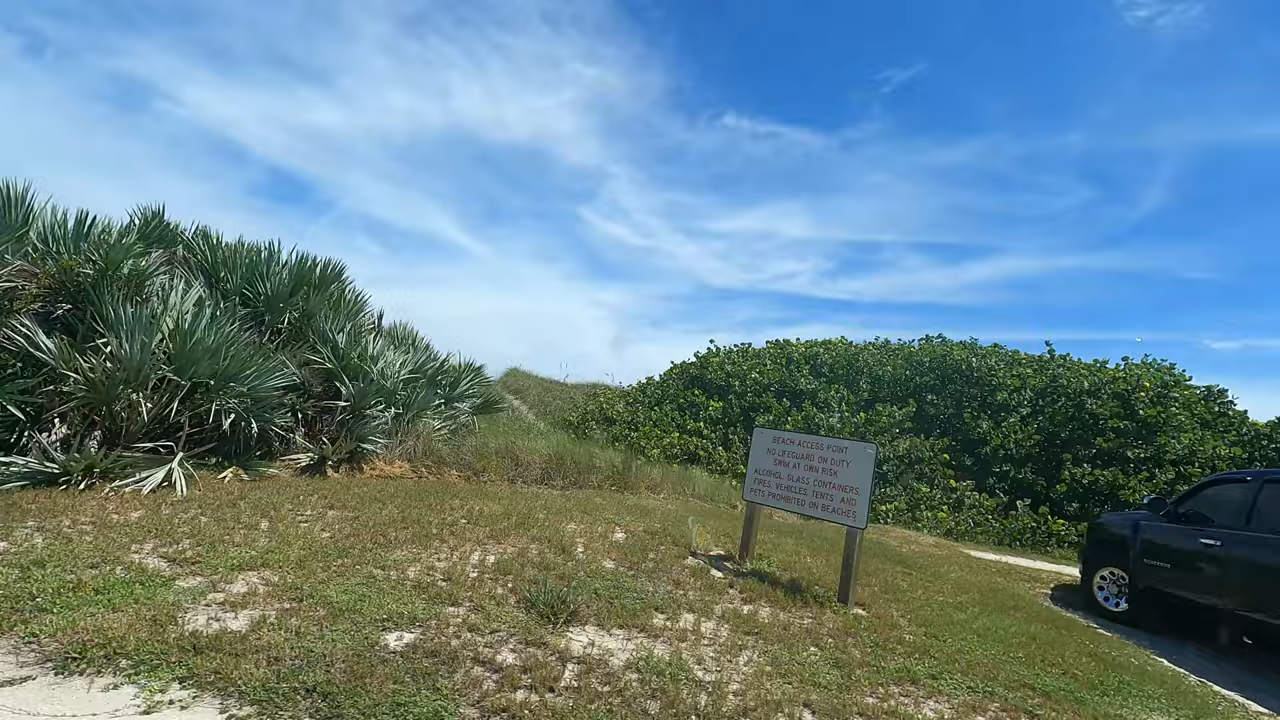 BEACH ACCESS POINT
NO LIFEGUARD ON DUTY
SWIM AT OWN RISK
ALCOHOL, GLASS CONTAINERS,
FIRES, VEHICLES, TENTS AND
PETS PROHIBITED ON BEACHES
SILVERADO